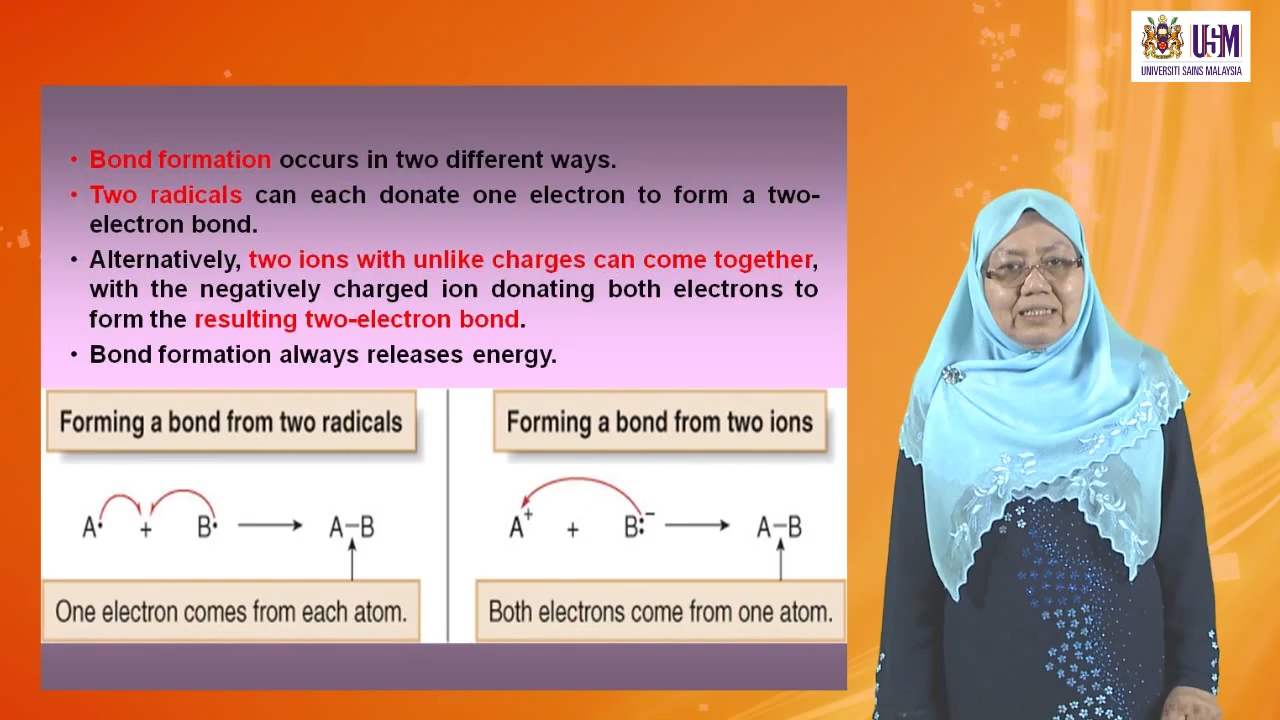 USM
UNIVERSITI SAINS MALAYSIA
• Bond formation occurs in two different ways.
• Two radicals can each donate one electron to form a two-
electron bond.
• Alternatively, two ions with unlike charges can come together,
with the negatively charged ion donating both electrons to
form the resulting two-electron bond.
• Bond formation always releases energy.
Forming a bond from two radicals
A• + B• → A–B
One electron comes from each atom.
Forming a bond from two ions
A⁺ + B:⁻ → A–B
Both electrons come from one atom.